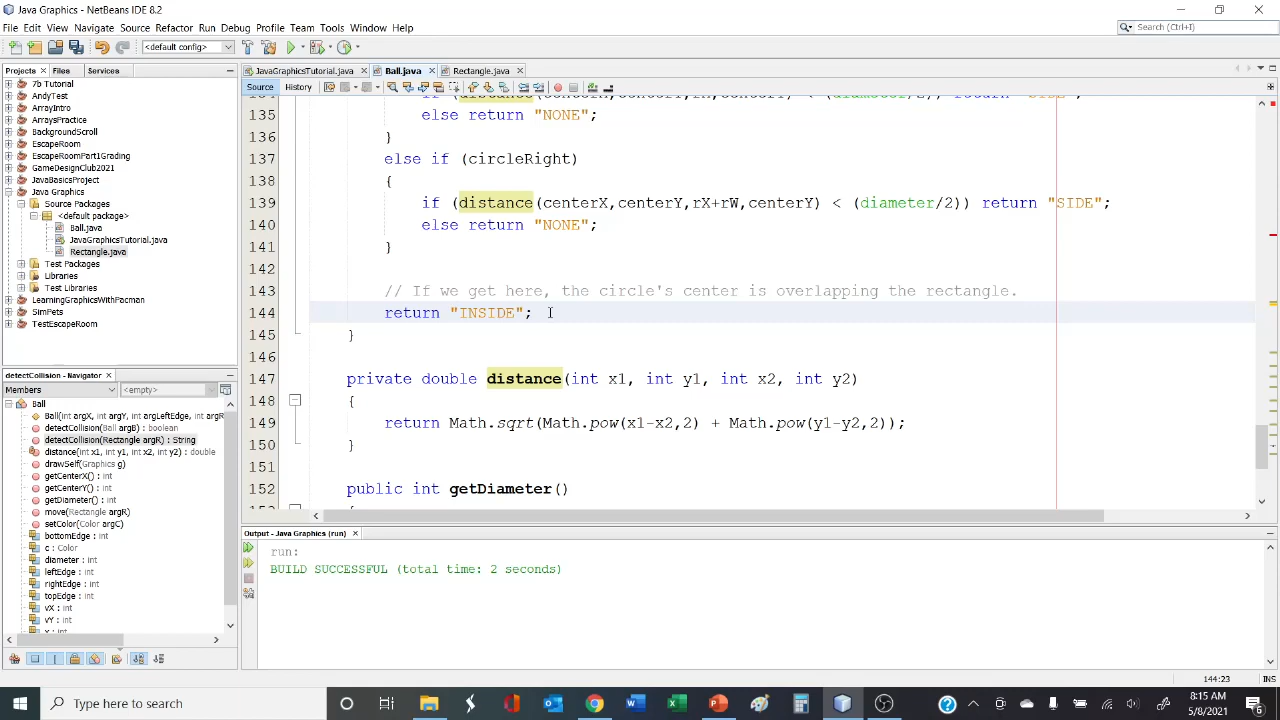 Java Graphics - NetBeans IDE 8.2
File Edit View Navigate Source Refactor Run Debug Profile Team Tools Window Help
Search (Ctrl+I)
<default config>
Projects Files Services
JavaGraphicsTutorial.java Ball.java Rectangle.java
Source History
7b Tutorial
AndyTest
ArrayIntro
ArraysPractice
BackgroundScroll
EscapeRoom
EscapeRoomPart1Grading
GameDesignClub2021
JavaBasicsProject
Java Graphics
Source Packages
<default package>
Ball.java
JavaGraphicsTutorial.java
Rectangle.java
Test Packages
Libraries
Test Libraries
LearningGraphicsWithPacman
SimPets
TestEscapeRoom
135 else return "NONE";
136 }
137 else if (circleRight)
138 {
139 if (distance(centerX,centerY,rX+rW,centerY) < (diameter/2)) return "SIDE";
140 else return "NONE";
141 }
142
143 // If we get here, the circle's center is overlapping the rectangle.
144 return "INSIDE";
145 }
146
147 private double distance(int x1, int y1, int x2, int y2)
148 {
149 return Math.sqrt(Math.pow(x1-x2,2) + Math.pow(y1-y2,2));
150 }
151
152 public int getDiameter()
detectCollision - Navigator
Members <empty>
Ball
Ball(int argX, int argY, int argLeftEdge, int argR
detectCollision(Ball argB) : boolean
detectCollision(Rectangle argR) : String
distance(int x1, int y1, int x2, int y2) : double
drawSelf(Graphics g)
getCenterX() : int
getCenterY() : int
getDiameter() : int
move(Rectangle argR)
setColor(Color argC)
bottomEdge : int
c : Color
diameter : int
leftEdge : int
rightEdge : int
topEdge : int
vX : int
vY : int
Output - Java Graphics (run)
run:
BUILD SUCCESSFUL (total time: 2 seconds)
144:23 INS
Type here to search
8:15 AM
5/8/2021